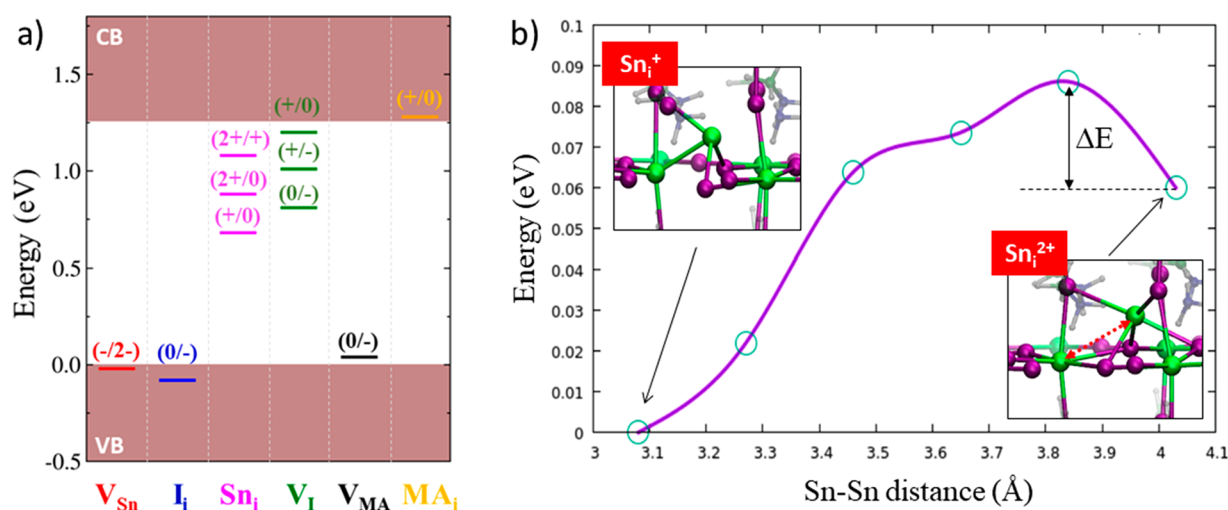 a)
CB
1.5
1.0
0.5
0.0
-0.5
Energy (eV)
(-/2-)
(0/-)
(2+/+)
(2+/0)
(+/0)
(+/0)
(+/-)
(0/-)
(0/-)
(+/0)
VB
V_Sn I_i Sn_i V_I V_MA MA_i
b)
0.1
0.09
0.08
0.07
0.06
0.05
0.04
0.03
0.02
0.01
0
Energy (eV)
Sn_i^+
ΔE
Sn_i^2+
3 3.1 3.2 3.3 3.4 3.5 3.6 3.7 3.8 3.9 4 4.1
Sn-Sn distance (Å)